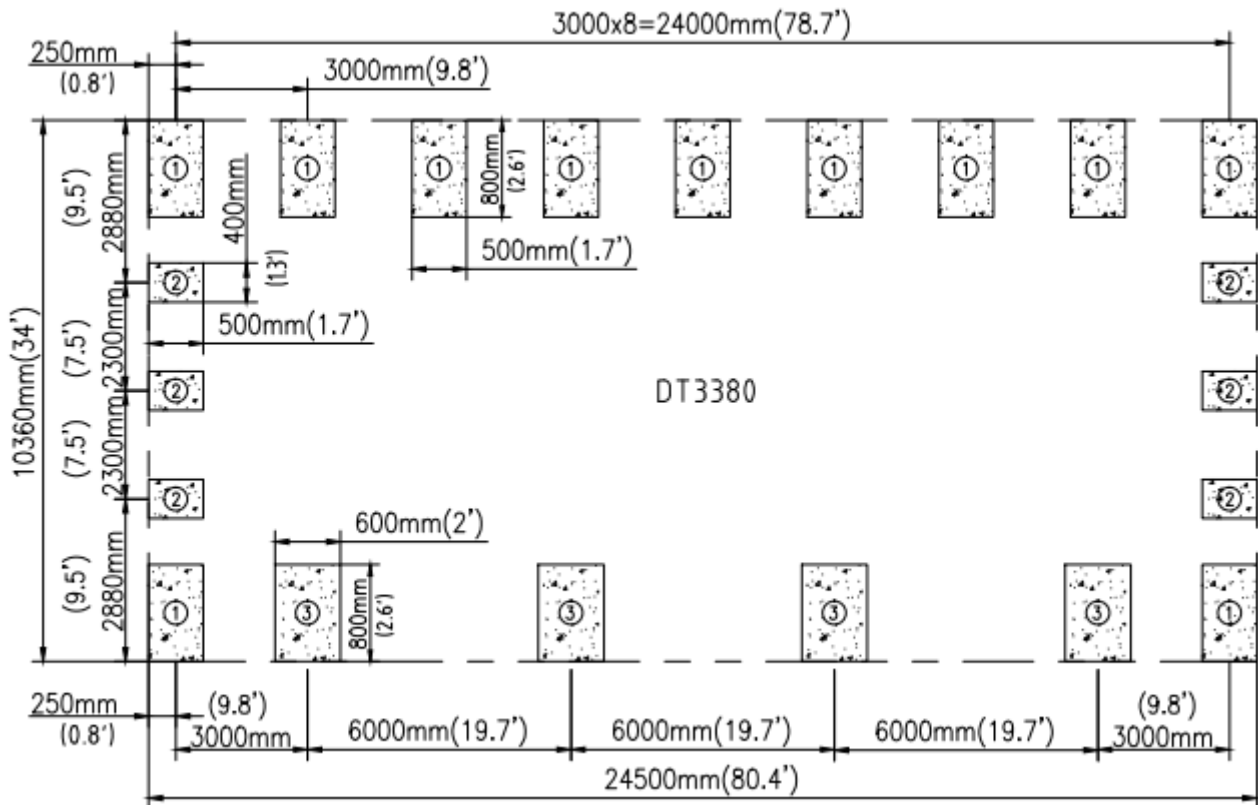 3000x8=24000mm(78.7')
250mm
(0.8')
3000mm(9.8')
① ① ① ① ① ① ① ① ①
800mm
(2.6')
500mm(1.7')
2880mm
(9.5')
400mm
(1.3')
② ②
500mm(1.7')
10360mm(34')
2300mm
(7.5')
DT3380
② ②
2300mm
(7.5')
② ②
600mm(2')
2880mm
(9.5')
800mm
(2.6')
① ③ ③ ③ ③ ①
250mm
(0.8')
(9.8')
3000mm
6000mm(19.7')
6000mm(19.7')
6000mm(19.7')
(9.8')
3000mm
24500mm(80.4')